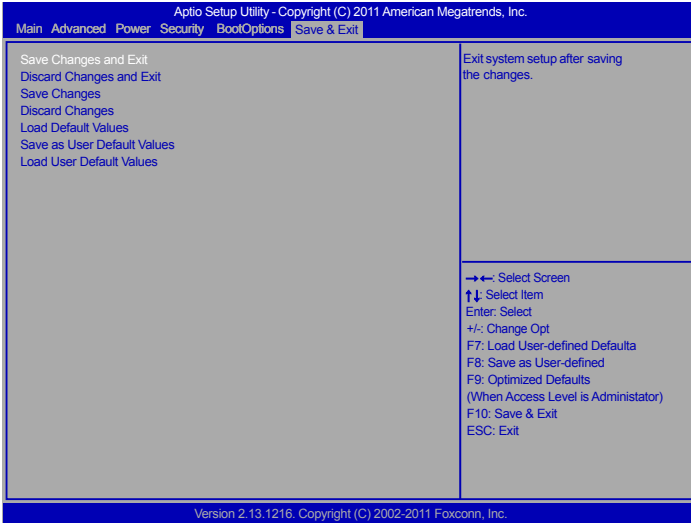 Aptio Setup Utility - Copyright (C) 2011 American Megatrends, Inc.
Main Advanced Power Security BootOptions Save & Exit
Save Changes and Exit
Discard Changes and Exit
Save Changes
Discard Changes
Load Default Values
Save as User Default Values
Load User Default Values
Exit system setup after saving
the changes.
→←: Select Screen
↑↓: Select Item
Enter: Select
+/-: Change Opt
F7: Load User-defined Defaulta
F8: Save as User-defined
F9: Optimized Defaults
(When Access Level is Administator)
F10: Save & Exit
ESC: Exit
Version 2.13.1216. Copyright (C) 2002-2011 Foxconn, Inc.